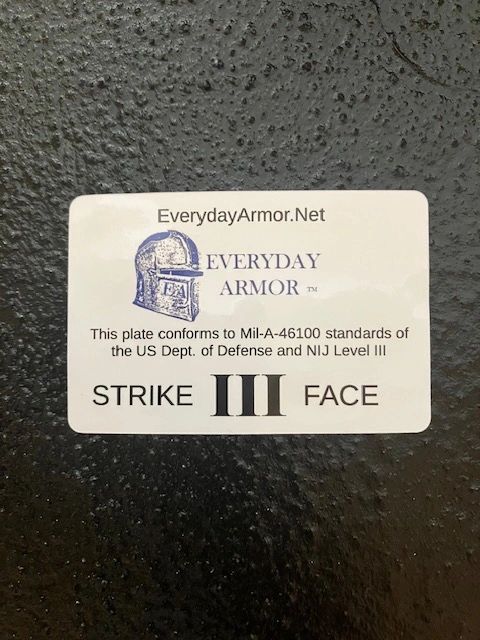 EverydayArmor.Net
EVERYDAY
ARMOR ™
EA
This plate conforms to Mil-A-46100 standards of
the US Dept. of Defense and NIJ Level III
STRIKE III FACE